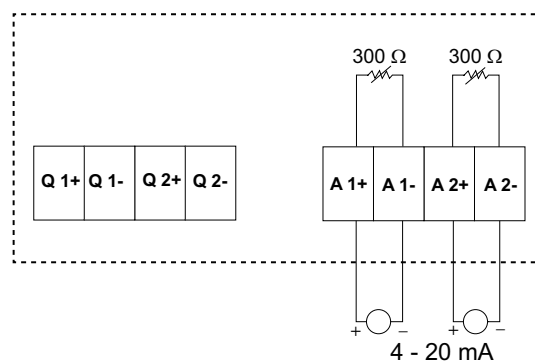 300 Ω 300 Ω
Q 1+ Q 1- Q 2+ Q 2- A 1+ A 1- A 2+ A 2-
+ − + −
4 - 20 mA